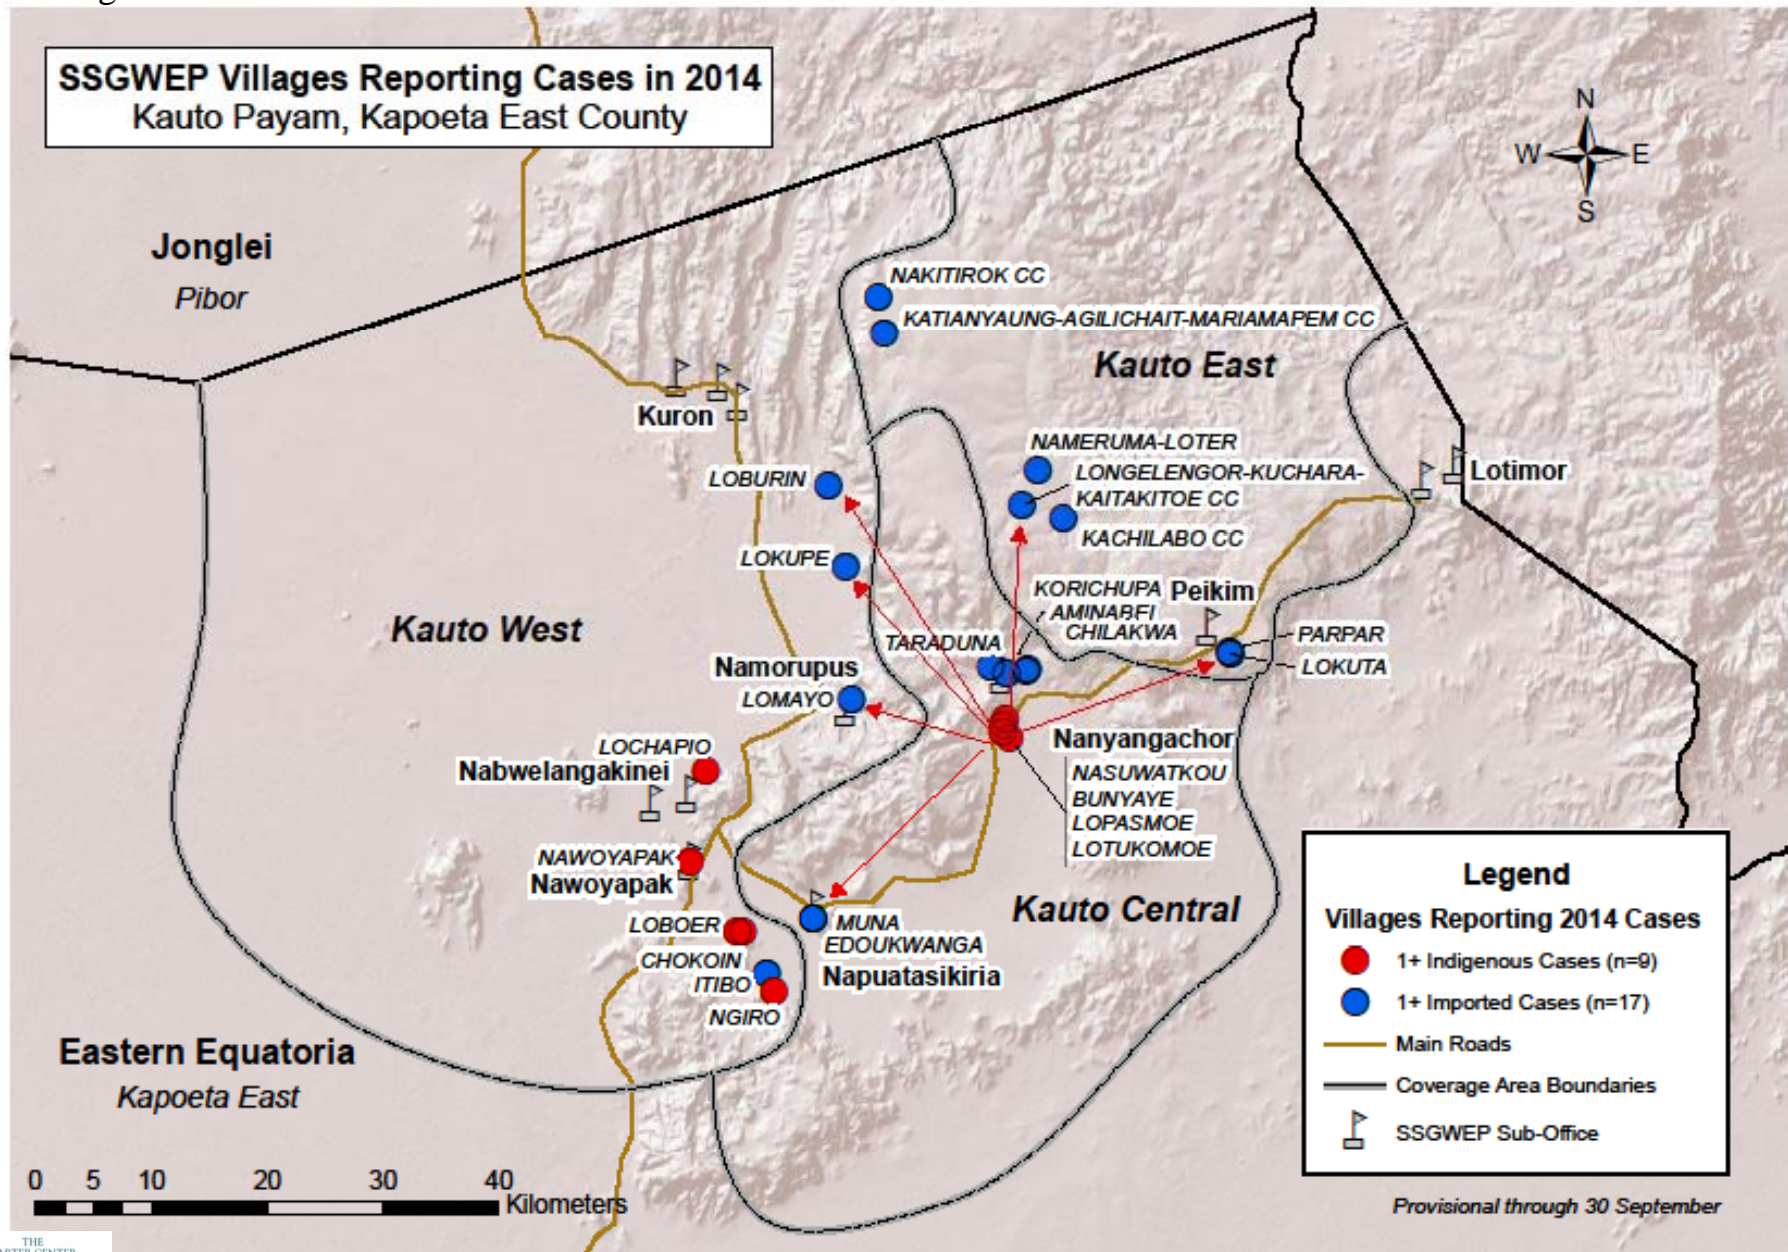 SSGWEP Villages Reporting Cases in 2014
Kauto Payam, Kapoeta East County
N
W E
S
Jonglei
Pibor
NAKITIROK CC
KATIANYAUNG-AGILICHAIT-MARIAMAPEM CC
Kauto East
Kuron
NAMERUMA-LOTER
LONGELENGOR-KUCHARA-
KAITAKITOE CC
KACHILABO CC
Lotimor
LOBURIN
LOKUPE
KORICHUPA
AMINABFI
CHILAKWA
Peikim
PARPAR
LOKUTA
TARADUNA
Kauto West
Namorupus
LOMAYO
Nanyangachor
NASUWATKOU
BUNYAYE
LOPASMOE
LOTUKOMOE
LOCHAPIO
Nabwelangakinei
NAWOYAPAK
Nawoyapak
Kauto Central
LOBOER
CHOKOIN
ITIBO
NGIRO
MUNA
EDOUKWANGA
Napuatasikiria
Eastern Equatoria
Kapoeta East
Legend
Villages Reporting 2014 Cases
1+ Indigenous Cases (n=9)
1+ Imported Cases (n=17)
Main Roads
Coverage Area Boundaries
SSGWEP Sub-Office
0 5 10 20 30 40
Kilometers
Provisional through 30 September
THE